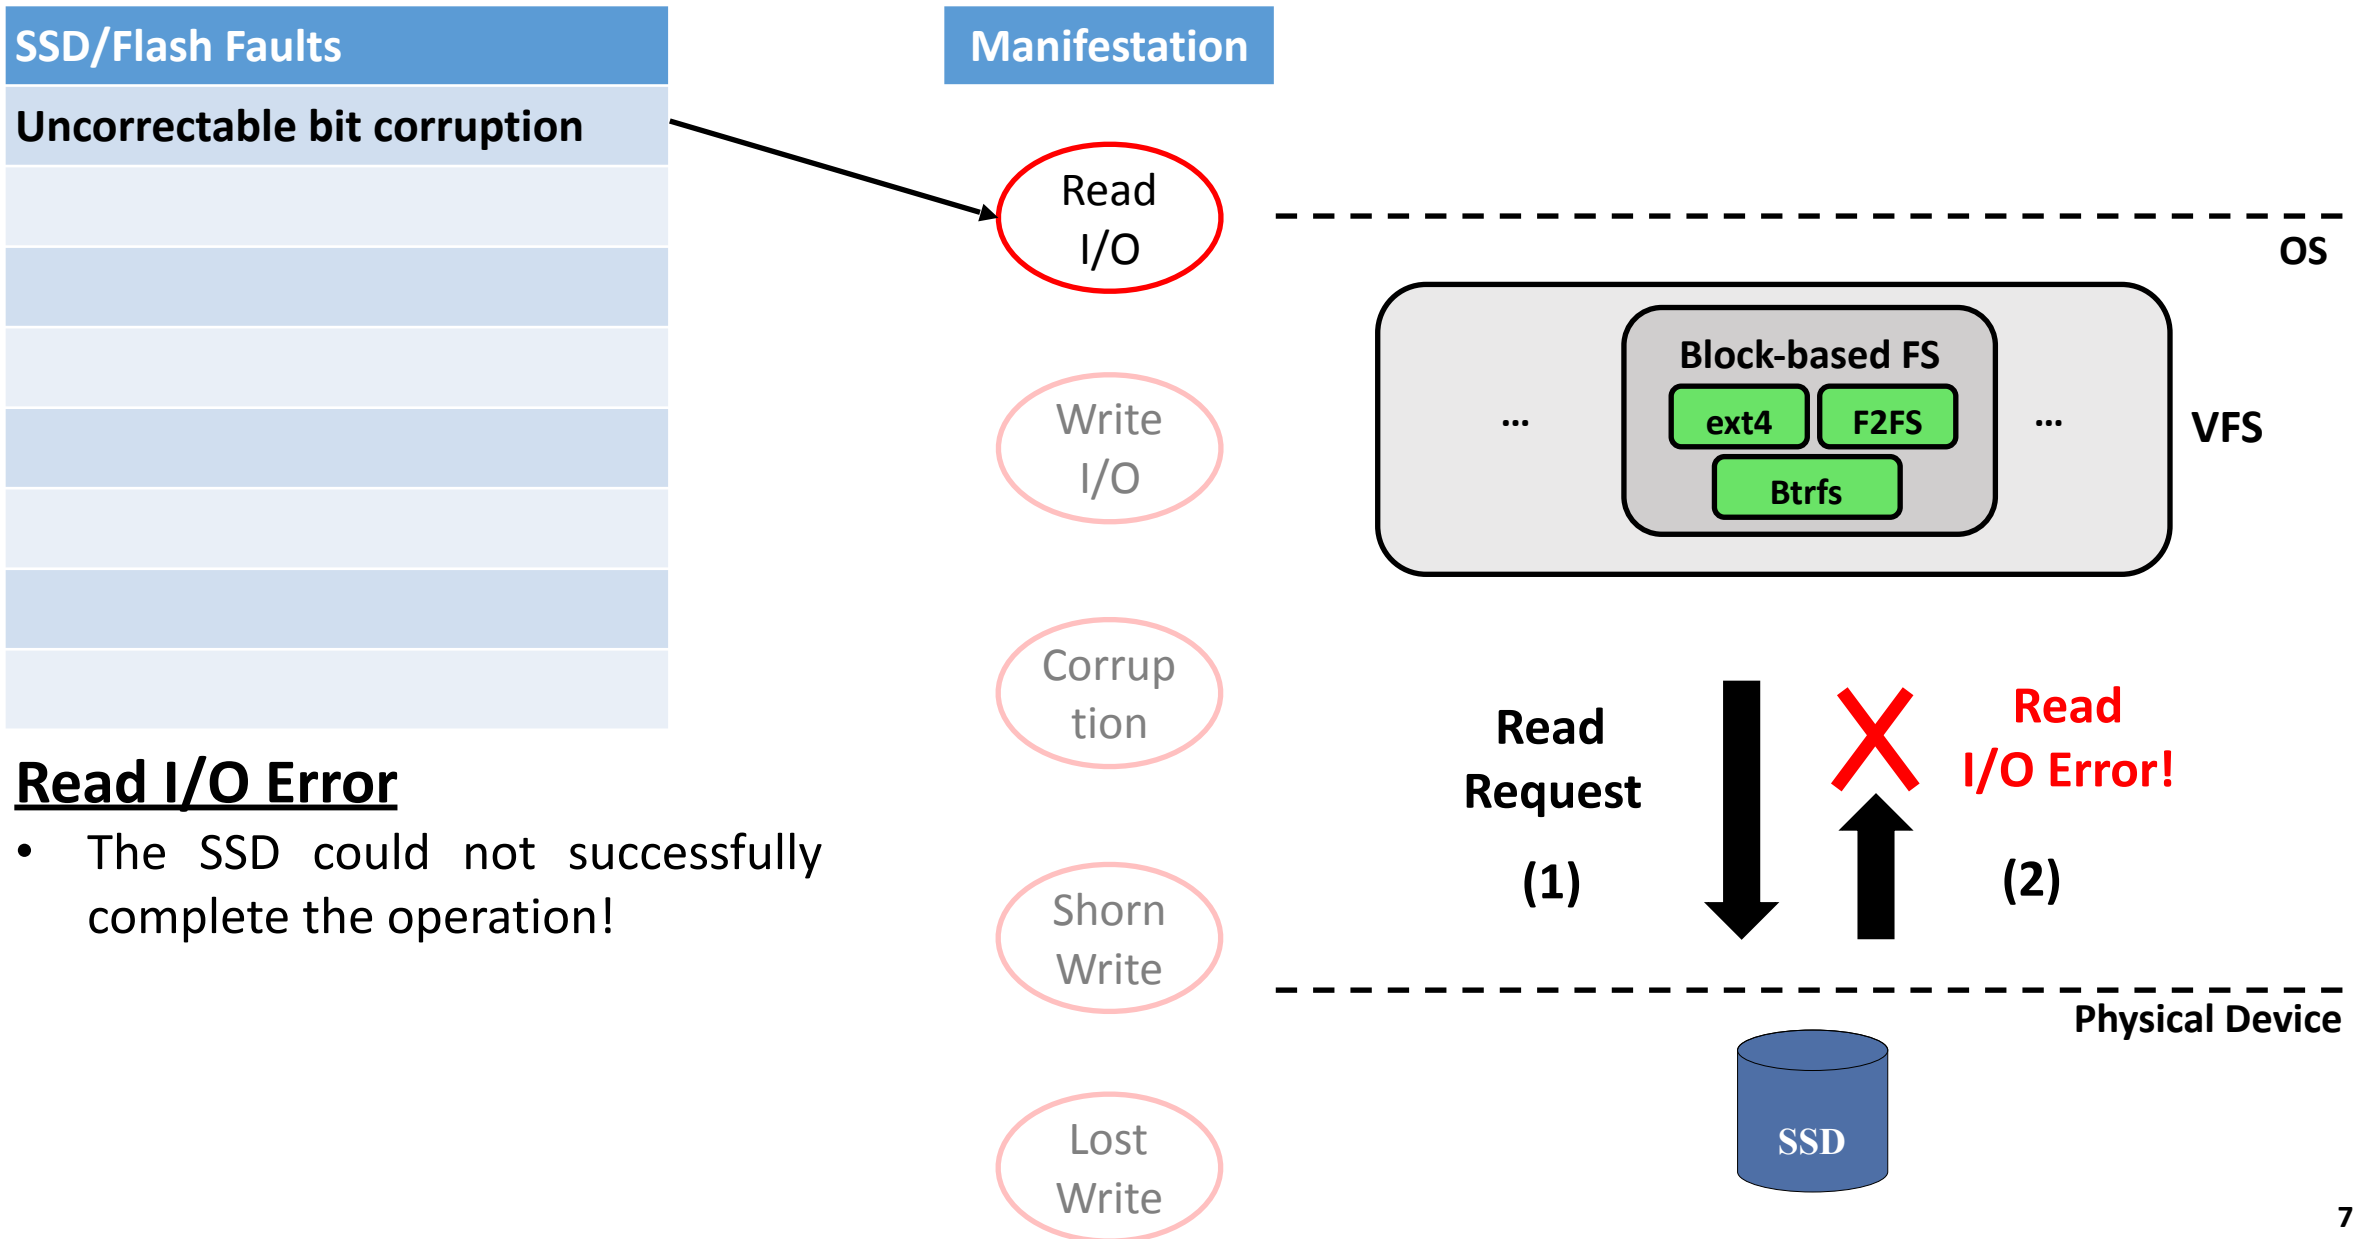 SSD/Flash Faults
Uncorrectable bit corruption
Read I/O Error
• The SSD could not successfully
complete the operation!
Manifestation
Read
I/O
Write
I/O
Corrup
tion
Shorn
Write
Lost
Write
OS
Block-based FS
ext4
F2FS
Btrfs
...
...
VFS
Read
Request
(1)
Read
I/O Error!
(2)
Physical Device
SSD
7